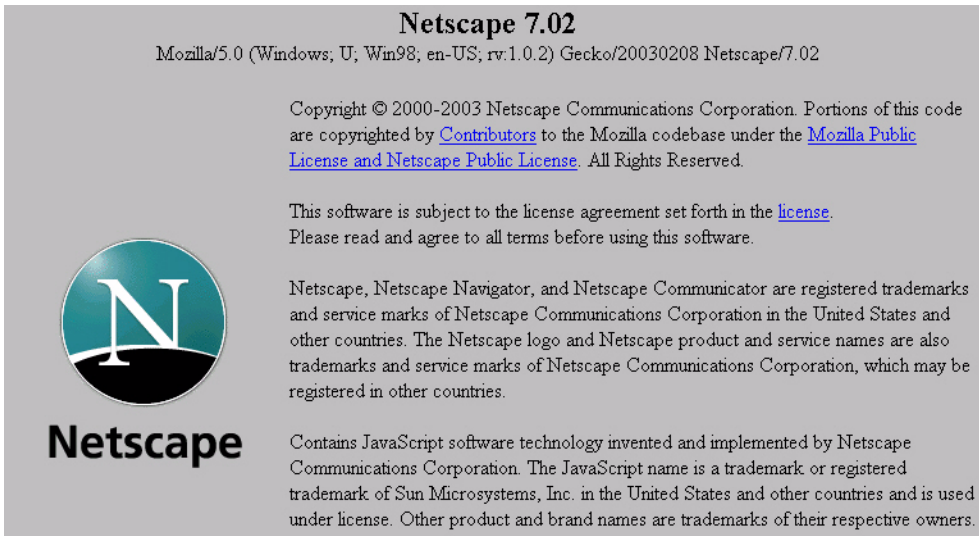 Netscape 7.02
Mozilla/5.0 (Windows; U; Win98; en-US; rv:1.0.2) Gecko/20030208 Netscape/7.02
Copyright © 2000-2003 Netscape Communications Corporation. Portions of this code
are copyrighted by Contributors to the Mozilla codebase under the Mozilla Public
License and Netscape Public License. All Rights Reserved.
This software is subject to the license agreement set forth in the license.
Please read and agree to all terms before using this software.
N
Netscape
Netscape, Netscape Navigator, and Netscape Communicator are registered trademarks
and service marks of Netscape Communications Corporation in the United States and
other countries. The Netscape logo and Netscape product and service names are also
trademarks and service marks of Netscape Communications Corporation, which may be
registered in other countries.
Contains JavaScript software technology invented and implemented by Netscape
Communications Corporation. The JavaScript name is a trademark or registered
trademark of Sun Microsystems, Inc. in the United States and other countries and is used
under license. Other product and brand names are trademarks of their respective owners.